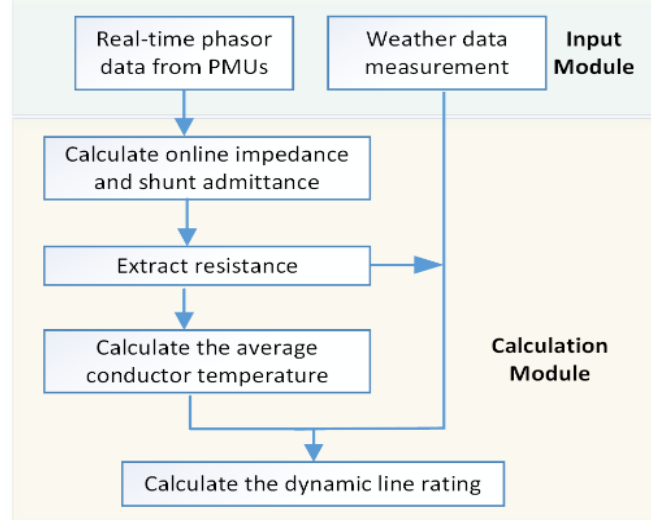 Real-time phasor
data from PMUs
Weather data
measurement
Input
Module
Calculate online impedance
and shunt admittance
Extract resistance
Calculate the average
conductor temperature
Calculation
Module
Calculate the dynamic line rating